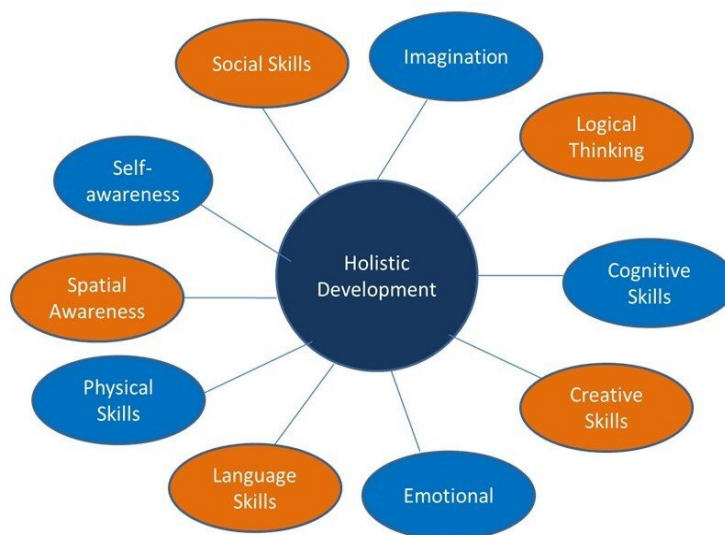 Social Skills
Imagination
Logical
Thinking
Self-
awareness
Holistic
Development
Cognitive
Skills
Spatial
Awareness
Physical
Skills
Creative
Skills
Language
Skills
Emotional